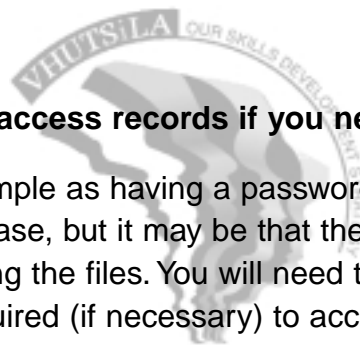 VHUTSILA OUR SKILLS DEVELOPMENT
access records if you ne
mple as having a passwor
ase, but it may be that the
ng the files. You will need t
uired (if necessary) to acc